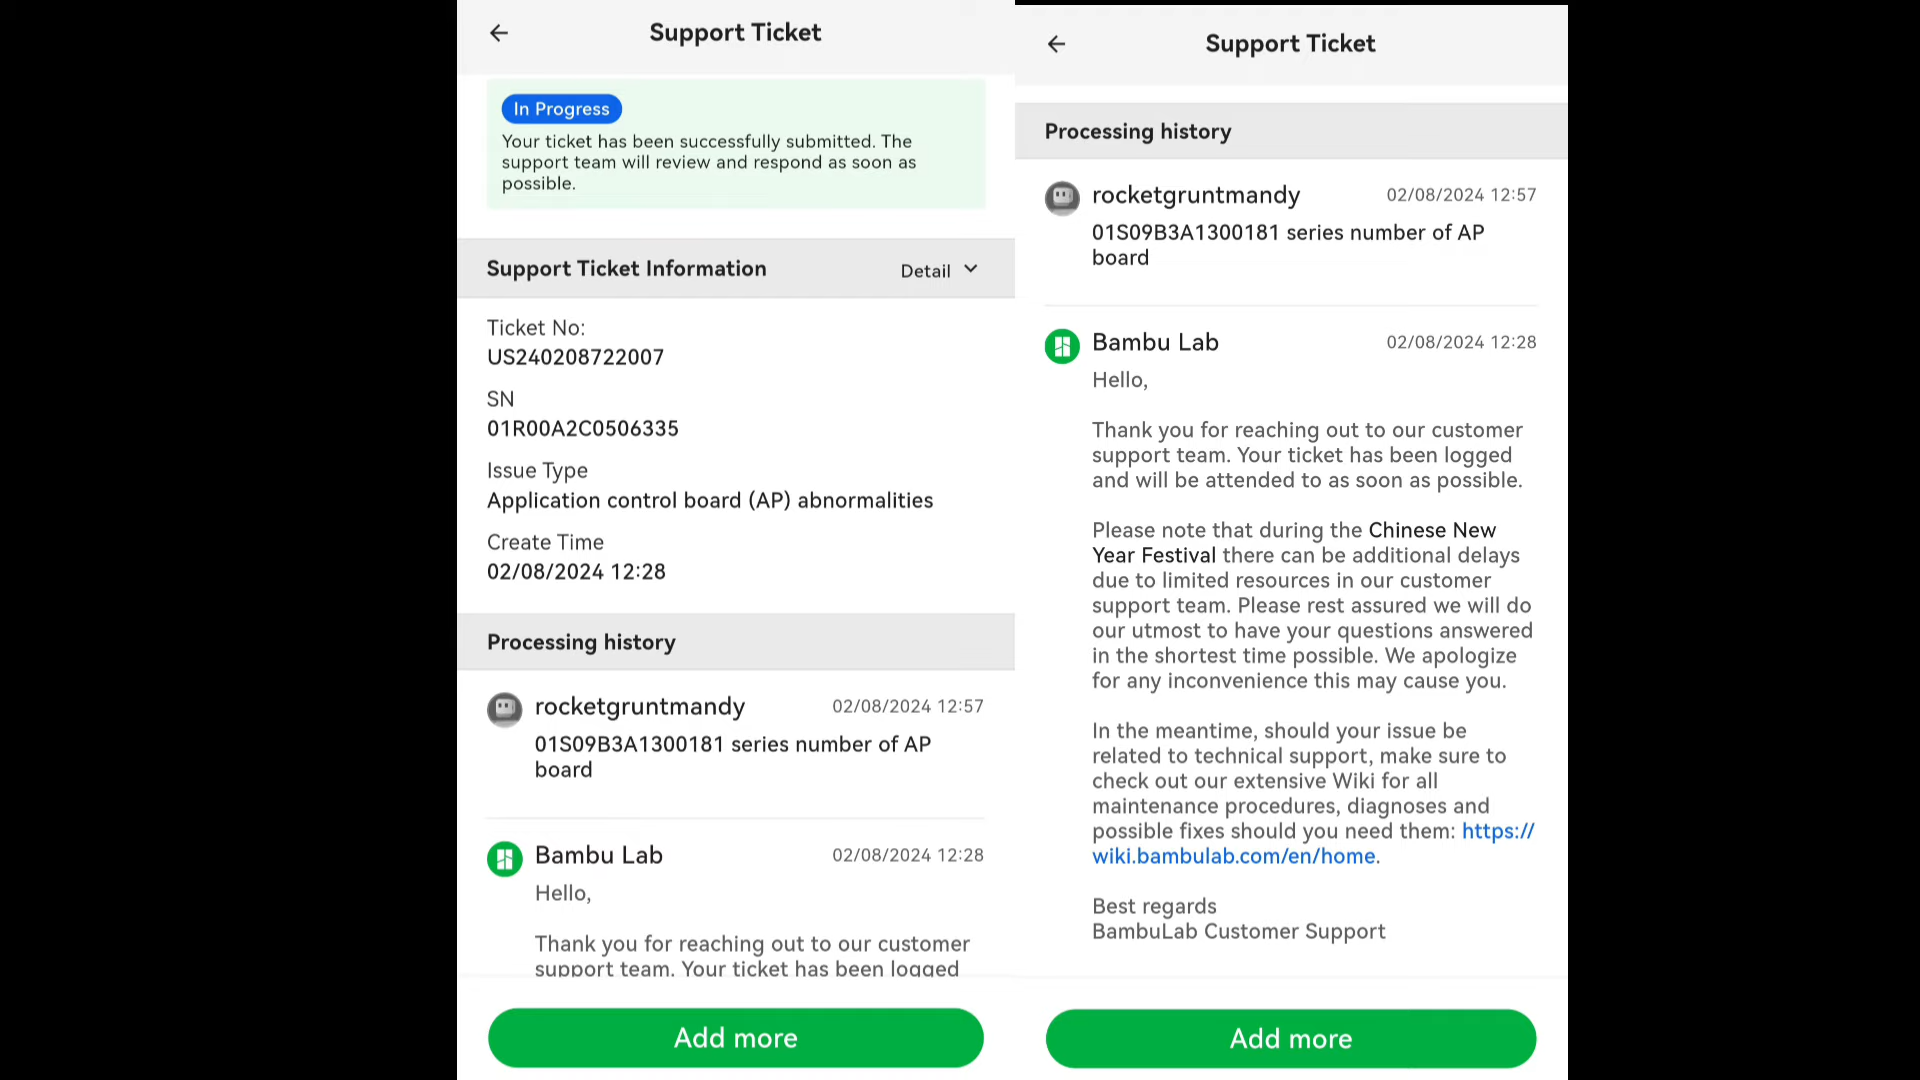 Support Ticket
In Progress
Your ticket has been successfully submitted. The
support team will review and respond as soon as
possible.
Support Ticket Information
Detail
Ticket No:
US240208722007
SN
01R00A2C0506335
Issue Type
Application control board (AP) abnormalities
Create Time
02/08/2024 12:28
Processing history
rocketgruntmandy 02/08/2024 12:57
01S09B3A1300181 series number of AP
board
Bambu Lab 02/08/2024 12:28
Hello,
Thank you for reaching out to our customer
support team. Your ticket has been logged
Add more
Support Ticket
Processing history
rocketgruntmandy 02/08/2024 12:57
01S09B3A1300181 series number of AP
board
Bambu Lab 02/08/2024 12:28
Hello,
Thank you for reaching out to our customer
support team. Your ticket has been logged
and will be attended to as soon as possible.
Please note that during the Chinese New
Year Festival there can be additional delays
due to limited resources in our customer
support team. Please rest assured we will do
our utmost to have your questions answered
in the shortest time possible. We apologize
for any inconvenience this may cause you.
In the meantime, should your issue be
related to technical support, make sure to
check out our extensive Wiki for all
maintenance procedures, diagnoses and
possible fixes should you need them: https://
wiki.bambulab.com/en/home.
Best regards
BambuLab Customer Support
Add more